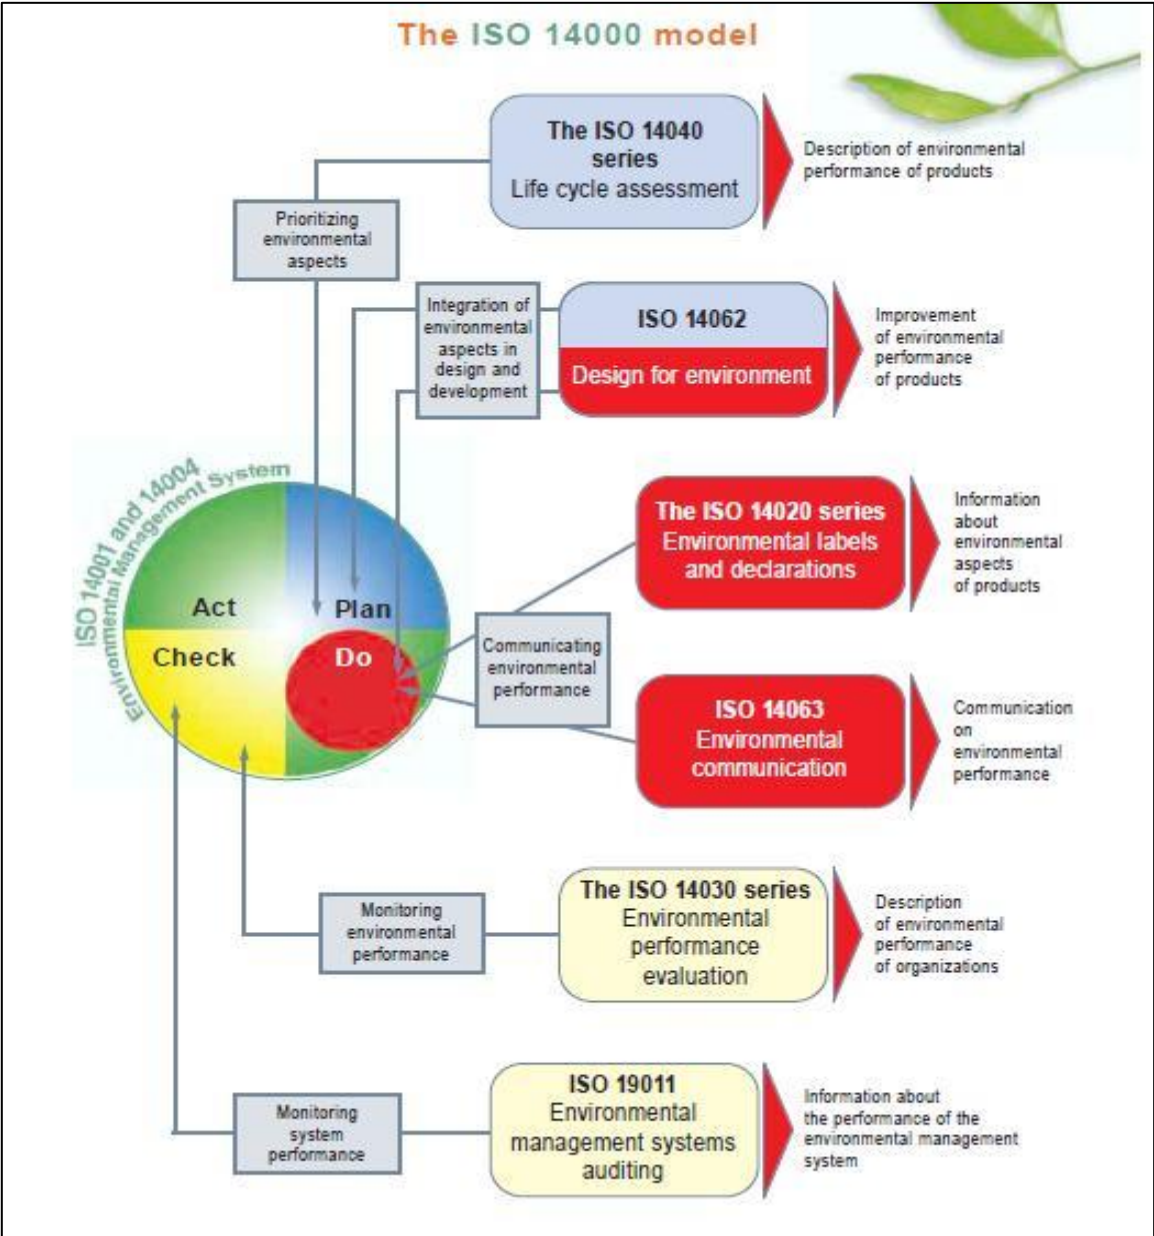 The ISO 14000 model
The ISO 14040
series
Life cycle assessment
Description of environmental
performance of products
Prioritizing
environmental
aspects
Integration of
environmental
aspects in
design and
development
ISO 14062
Design for environment
Improvement
of environmental
performance
of products
ISO 14001 and 14004
Environmental Management System
Act
Plan
Check
Do
The ISO 14020 series
Environmental labels
and declarations
Information
about
environmental
aspects
of products
Communicating
environmental
performance
ISO 14063
Environmental
communication
Communication
on
environmental
performance
Monitoring
environmental
performance
The ISO 14030 series
Environmental
performance
evaluation
Description
of environmental
performance
of organizations
Monitoring
system
performance
ISO 19011
Environmental
management systems
auditing
Information about
the performance of the
environmental management
system